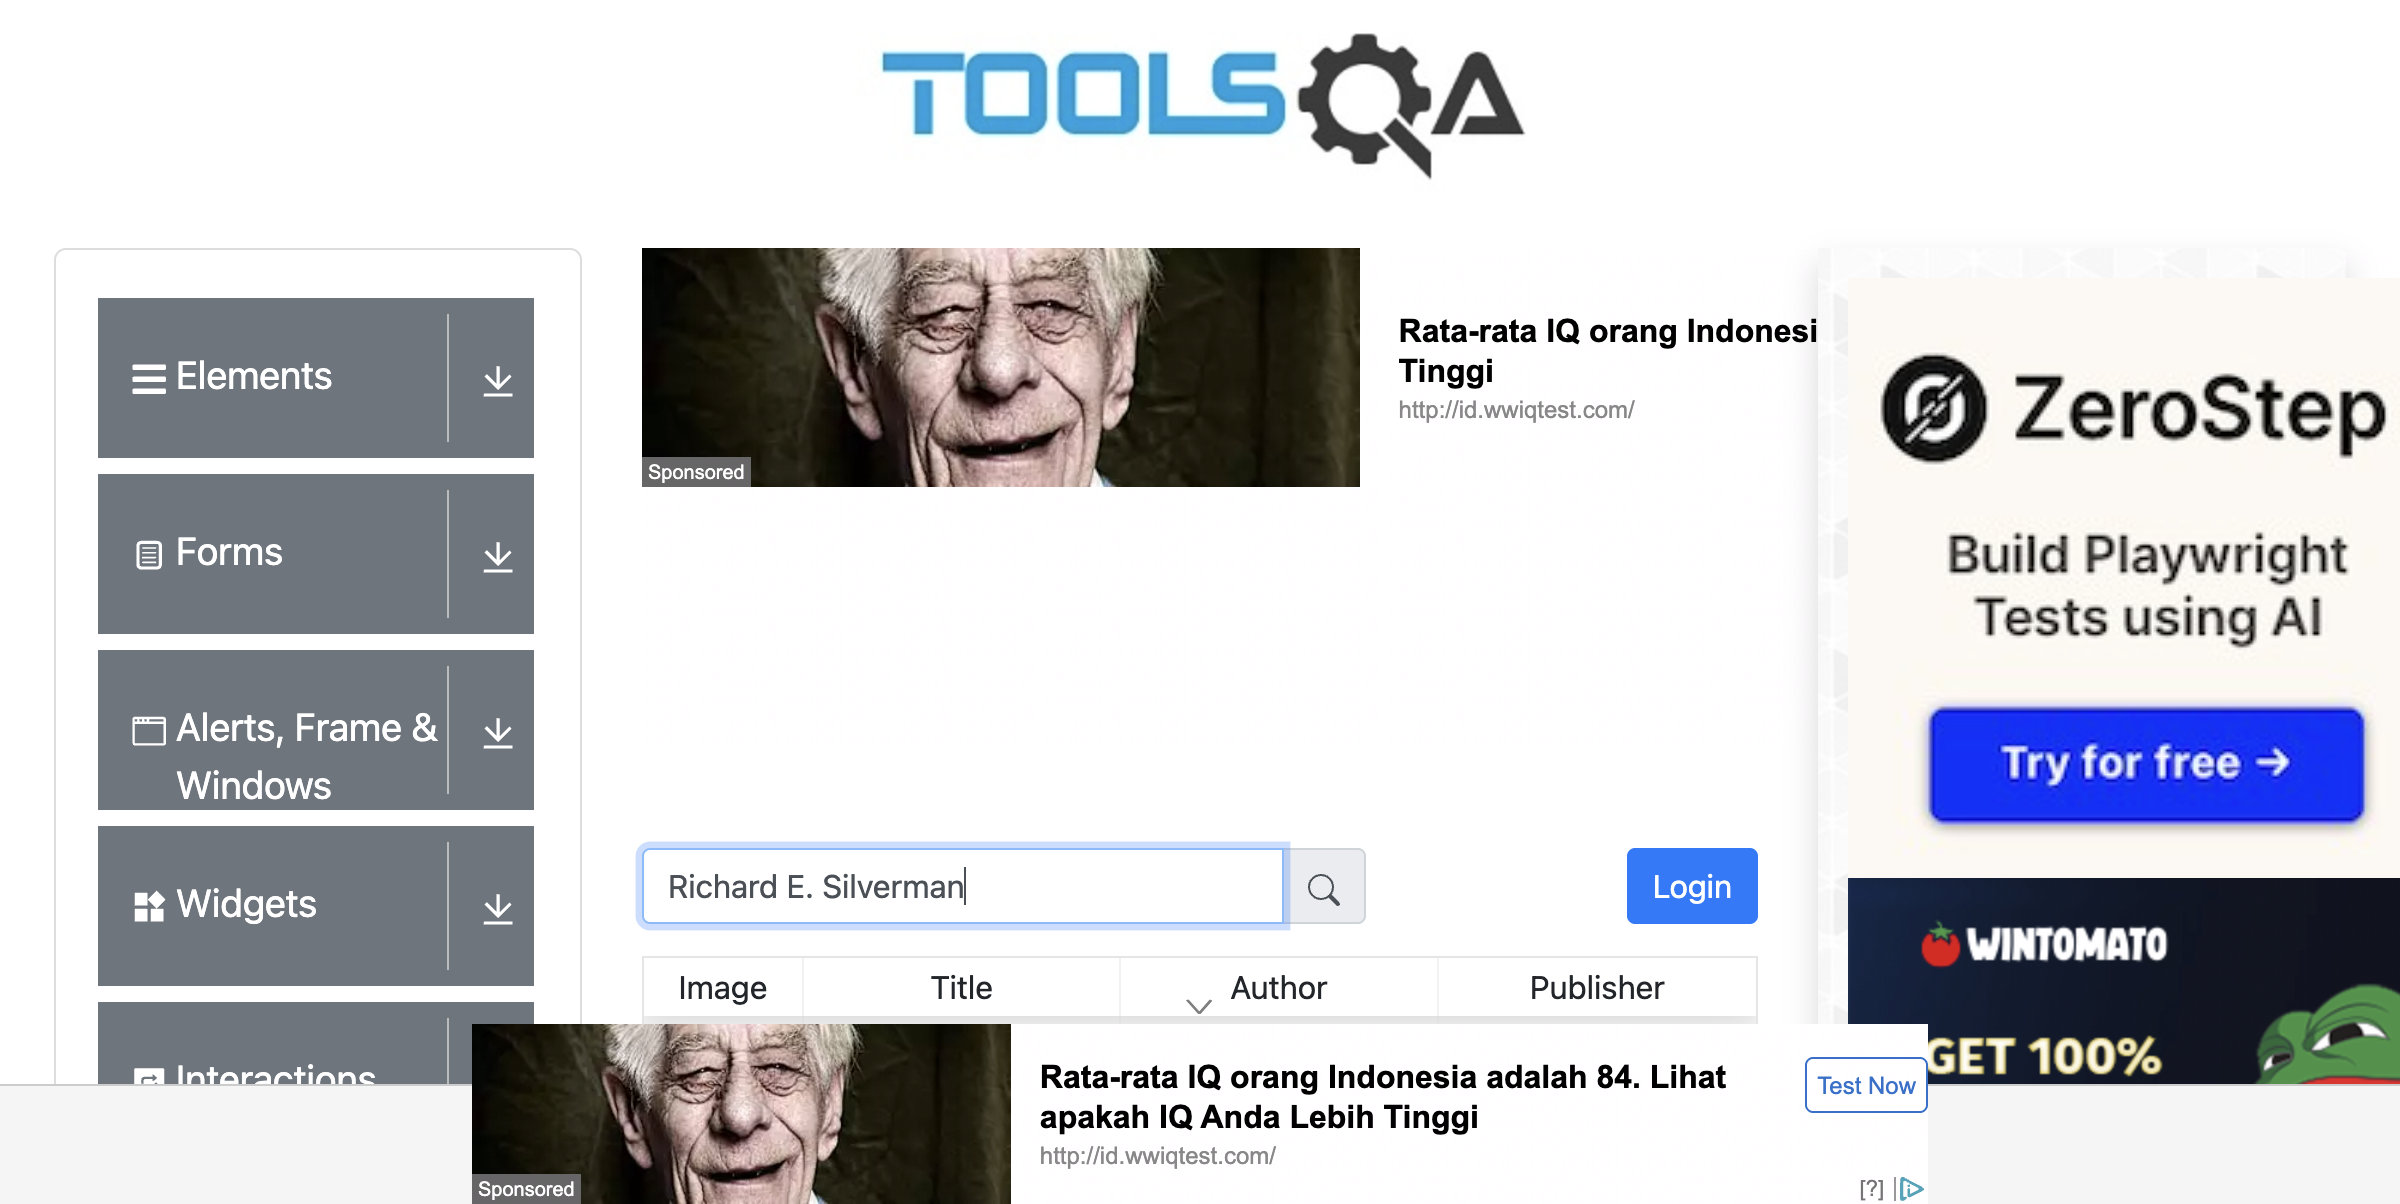 TOOLSQA
Elements
Forms
Alerts, Frame &
Windows
Widgets
Interactions
Sponsored
Rata-rata IQ orang Indonesi
Tinggi
http://id.wwiqtest.com/
ZeroStep
Build Playwright
Tests using AI
Try for free →
Richard E. Silverman
Login
Image Title Author Publisher
WINTOMATO
GET 100%
Sponsored
Rata-rata IQ orang Indonesia adalah 84. Lihat
apakah IQ Anda Lebih Tinggi
http://id.wwiqtest.com/
Test Now
[?]